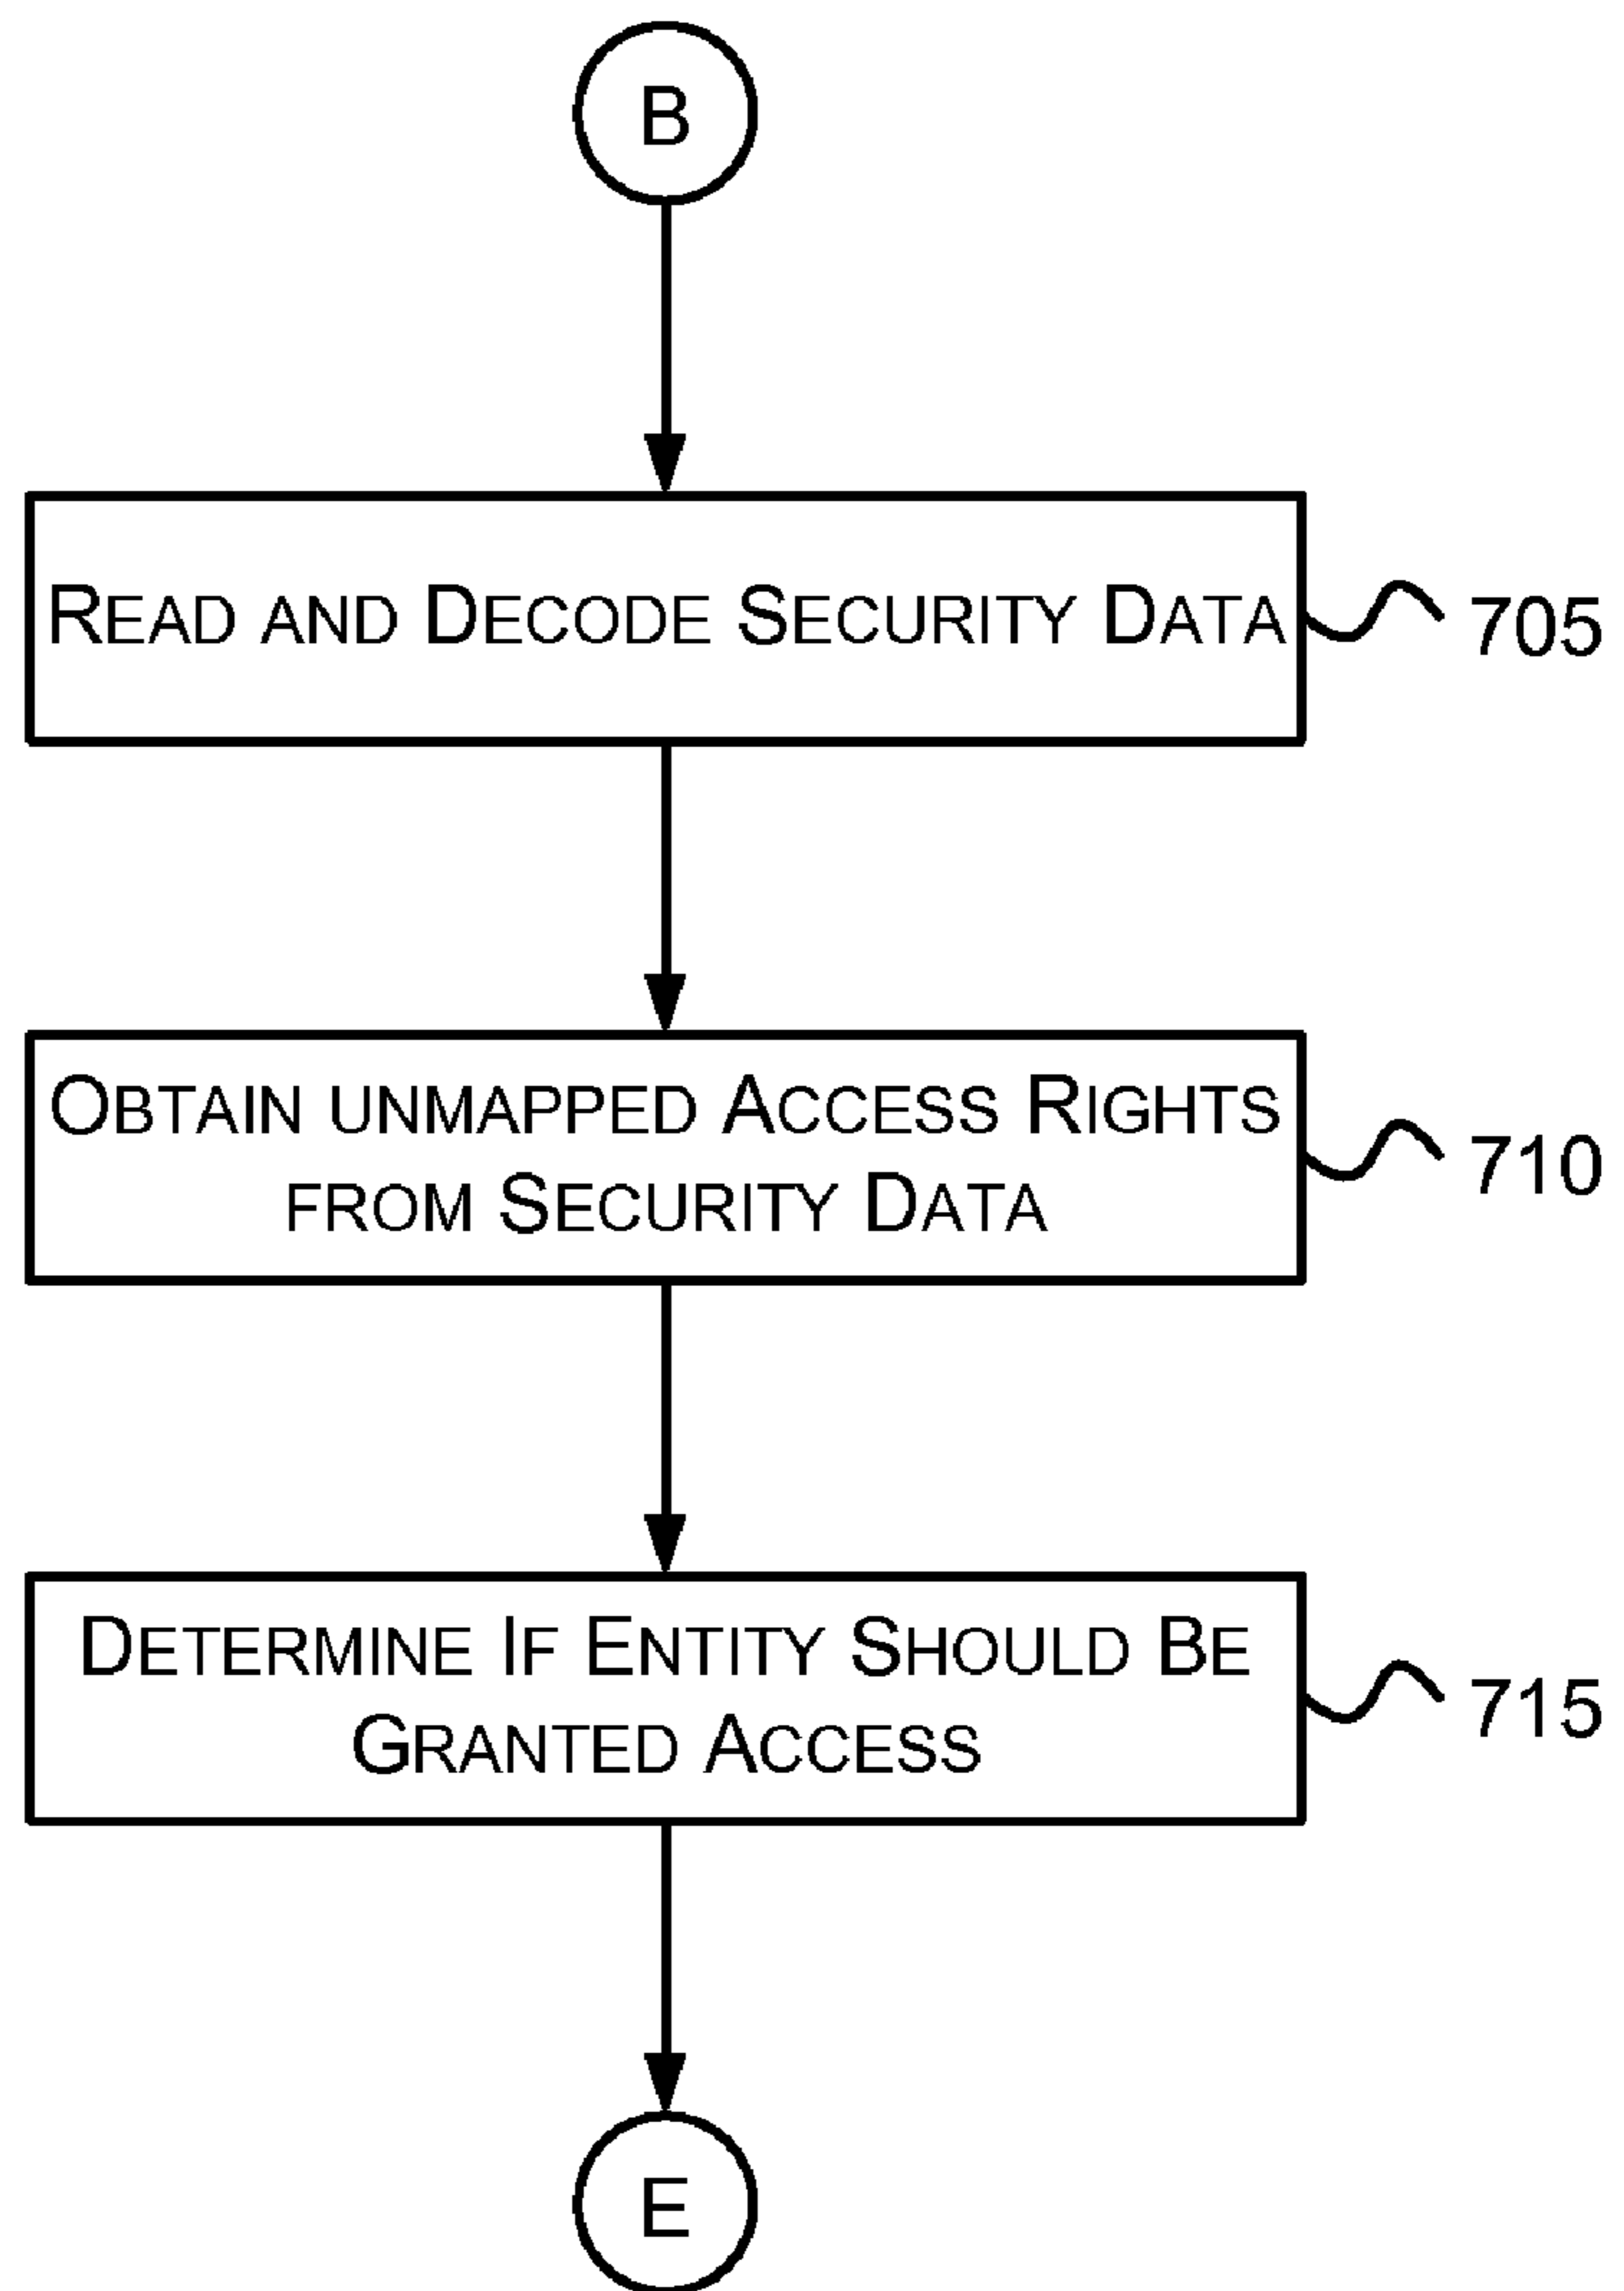 B
READ AND DECODE SECURITY DATA
705
OBTAIN UNMAPPED ACCESS RIGHTS
FROM SECURITY DATA
710
DETERMINE IF ENTITY SHOULD BE
GRANTED ACCESS
715
E